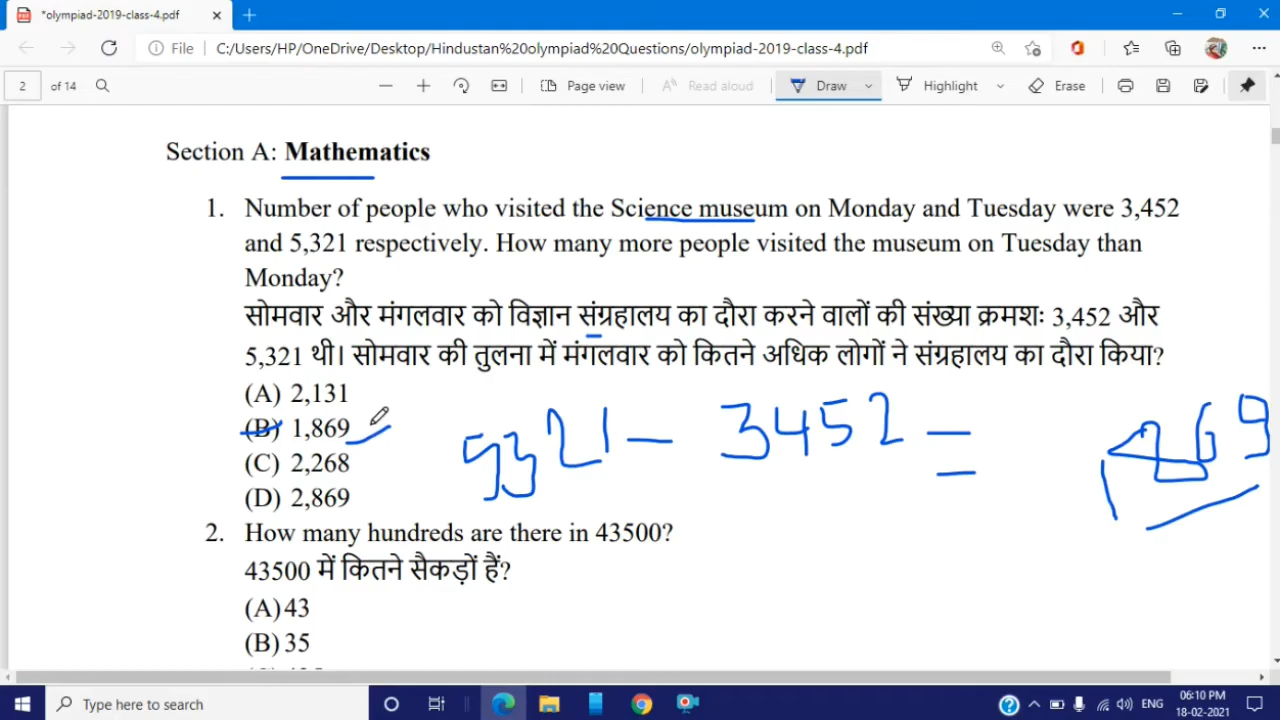 *olympiad-2019-class-4.pdf
File C:/Users/HP/OneDrive/Desktop/Hindustan%20olympiad%20Questions/olympiad-2019-class-4.pdf
2 of 14 Page view Read aloud Draw Highlight Erase
Section A: Mathematics
1. Number of people who visited the Science museum on Monday and Tuesday were 3,452
and 5,321 respectively. How many more people visited the museum on Tuesday than
Monday?
सोमवार और मंगलवार को विज्ञान संग्रहालय का दौरा करने वालों की संख्या क्रमशः 3,452 और
5,321 थी। सोमवार की तुलना में मंगलवार को कितने अधिक लोगों ने संग्रहालय का दौरा किया?
(A) 2,131
(B) 1,869
5321 - 3452 = 1869
(C) 2,268
(D) 2,869
2. How many hundreds are there in 43500?
43500 में कितने सैकड़ों हैं?
(A) 43
(B) 35
Type here to search
ENG
06:10 PM
18-02-2021